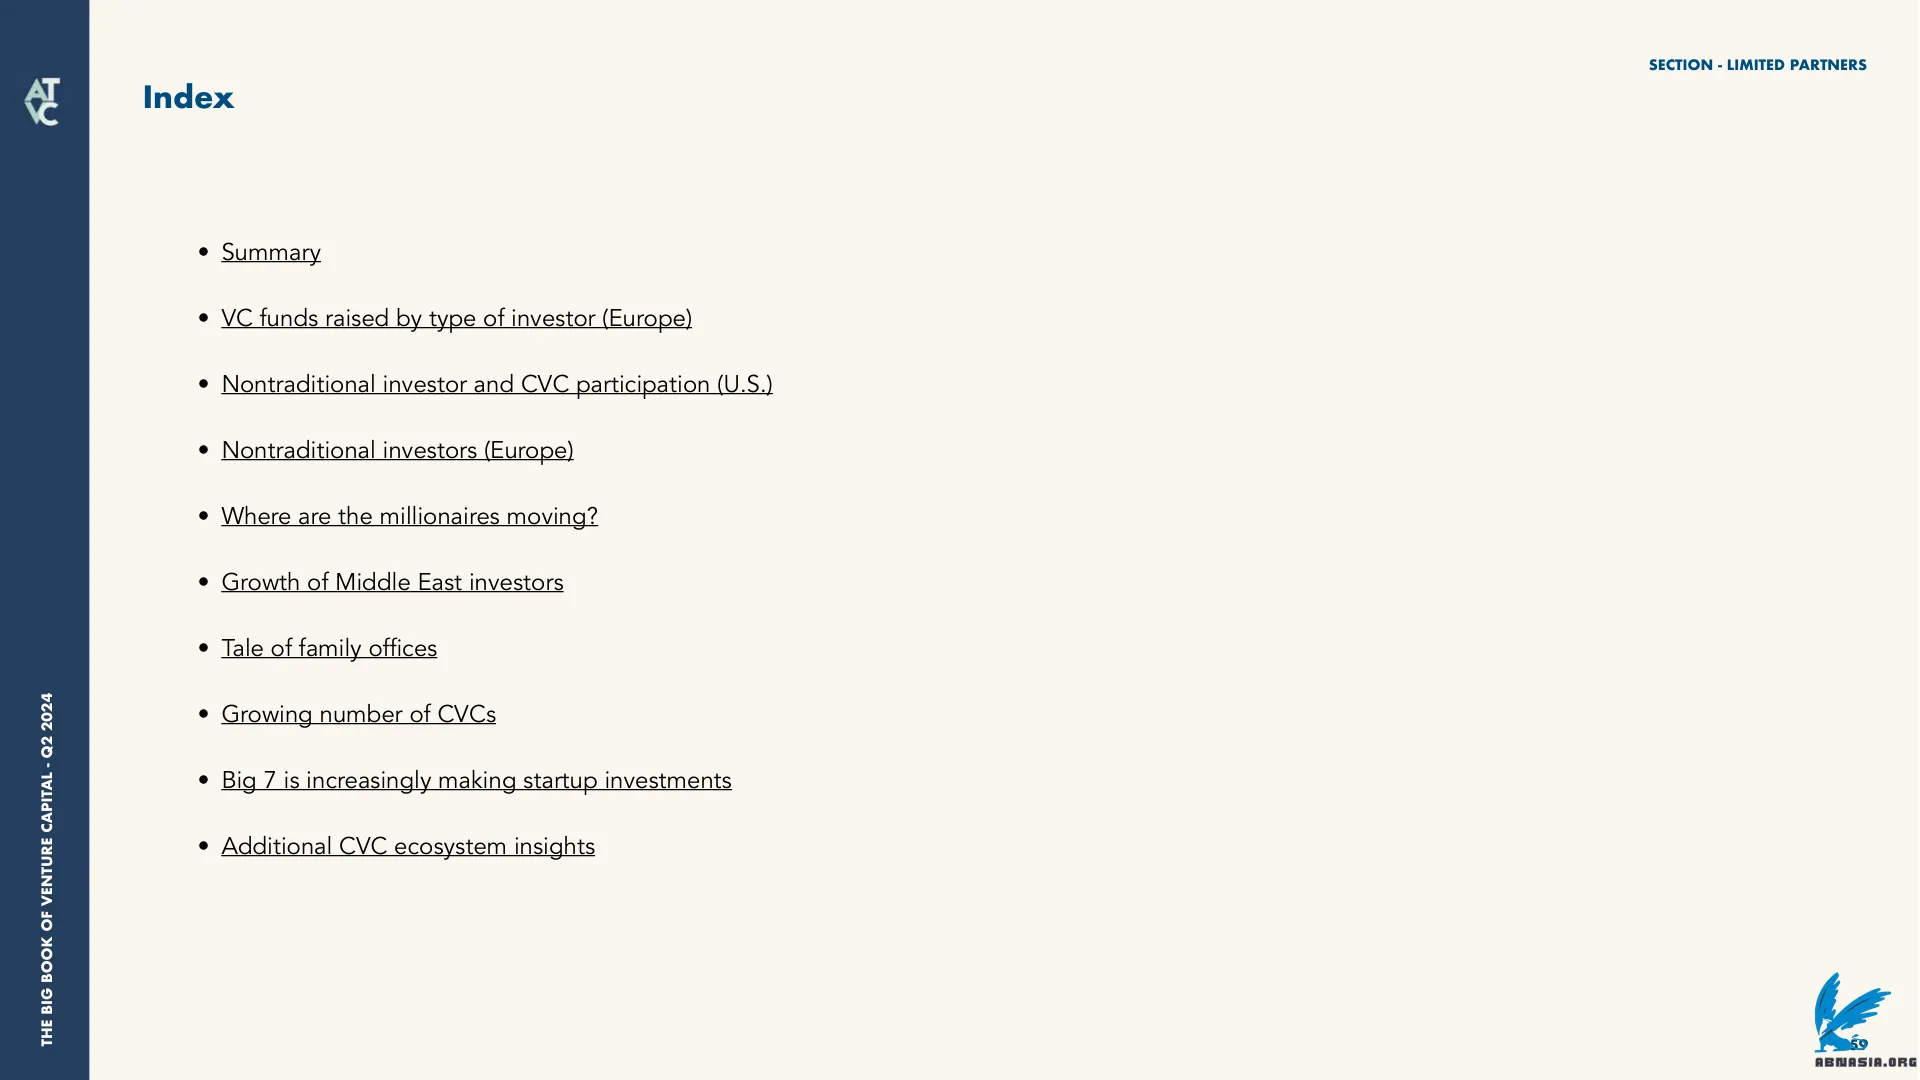 AT
VC
SECTION - LIMITED PARTNERS
Index
• Summary
• VC funds raised by type of investor (Europe)
• Nontraditional investor and CVC participation (U.S.)
• Nontraditional investors (Europe)
• Where are the millionaires moving?
• Growth of Middle East investors
• Tale of family offices
• Growing number of CVCs
• Big 7 is increasingly making startup investments
• Additional CVC ecosystem insights
THE BIG BOOK OF VENTURE CAPITAL - Q2 2024
59
ABNASIA.ORG